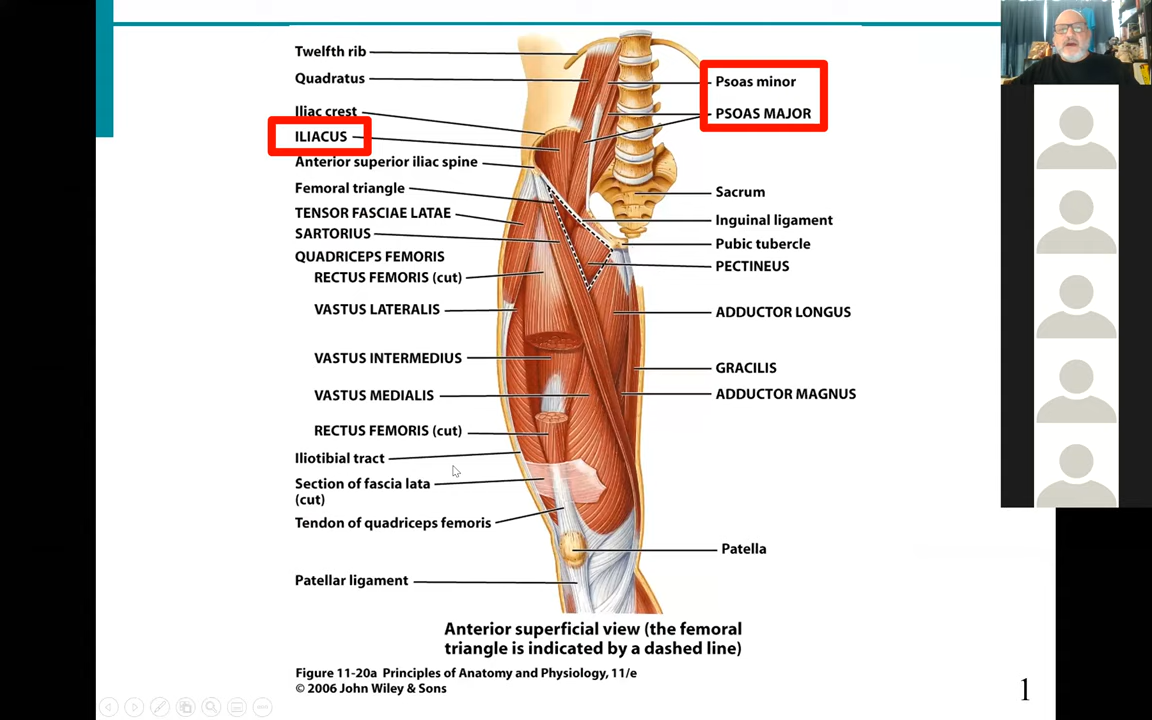 Twelfth rib
Quadratus
Iliac crest
ILIACUS
Anterior superior iliac spine
Femoral triangle
TENSOR FASCIAE LATAE
SARTORIUS
QUADRICEPS FEMORIS
RECTUS FEMORIS (cut)
VASTUS LATERALIS
VASTUS INTERMEDIUS
VASTUS MEDIALIS
RECTUS FEMORIS (cut)
Iliotibial tract
Section of fascia lata
(cut)
Tendon of quadriceps femoris
Patellar ligament
Psoas minor
PSOAS MAJOR
Sacrum
Inguinal ligament
Pubic tubercle
PECTINEUS
ADDUCTOR LONGUS
GRACILIS
ADDUCTOR MAGNUS
Patella
Anterior superficial view (the femoral
triangle is indicated by a dashed line)
Figure 11-20a Principles of Anatomy and Physiology, 11/e
© 2006 John Wiley & Sons
1